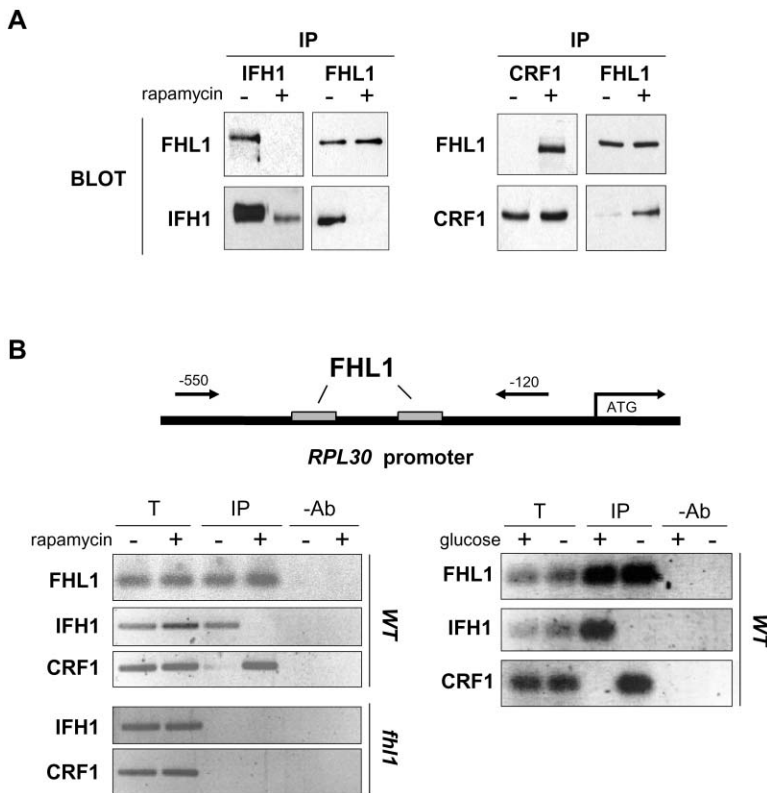 A
IP IP
IFH1 FHL1 CRF1 FHL1
rapamycin - + - + - + - +
FHL1 FHL1
BLOT
IFH1 CRF1
B
FHL1
-550 -120
ATG
RPL30 promoter
T IP -Ab T IP -Ab
rapamycin - + - + - + glucose + - + - + -
FHL1 FHL1
IFH1 WT IFH1 WT
CRF1 CRF1
IFH1
fhl1
CRF1